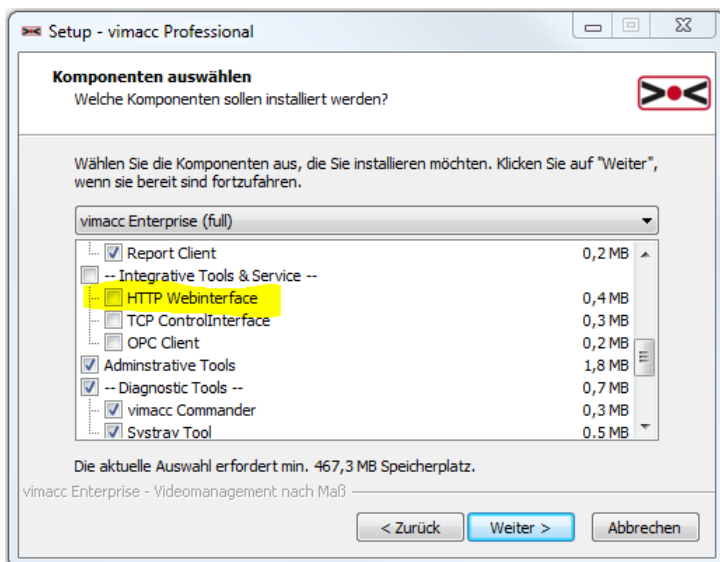 Setup - vimacc Professional
Komponenten auswählen
Welche Komponenten sollen installiert werden?
Wählen Sie die Komponenten aus, die Sie installieren möchten. Klicken Sie auf "Weiter",
wenn sie bereit sind fortzufahren.
vimacc Enterprise (full)
Report Client 0,2 MB
-- Integrative Tools & Service --
HTTP Webinterface 0,4 MB
TCP ControlInterface 0,3 MB
OPC Client 0,2 MB
Adminstrative Tools 1,8 MB
-- Diagnostic Tools -- 0,7 MB
vimacc Commander 0,3 MB
Systray Tool 0,5 MB
Die aktuelle Auswahl erfordert min. 467,3 MB Speicherplatz.
vimacc Enterprise - Videomanagement nach Maß
< Zurück Weiter > Abbrechen